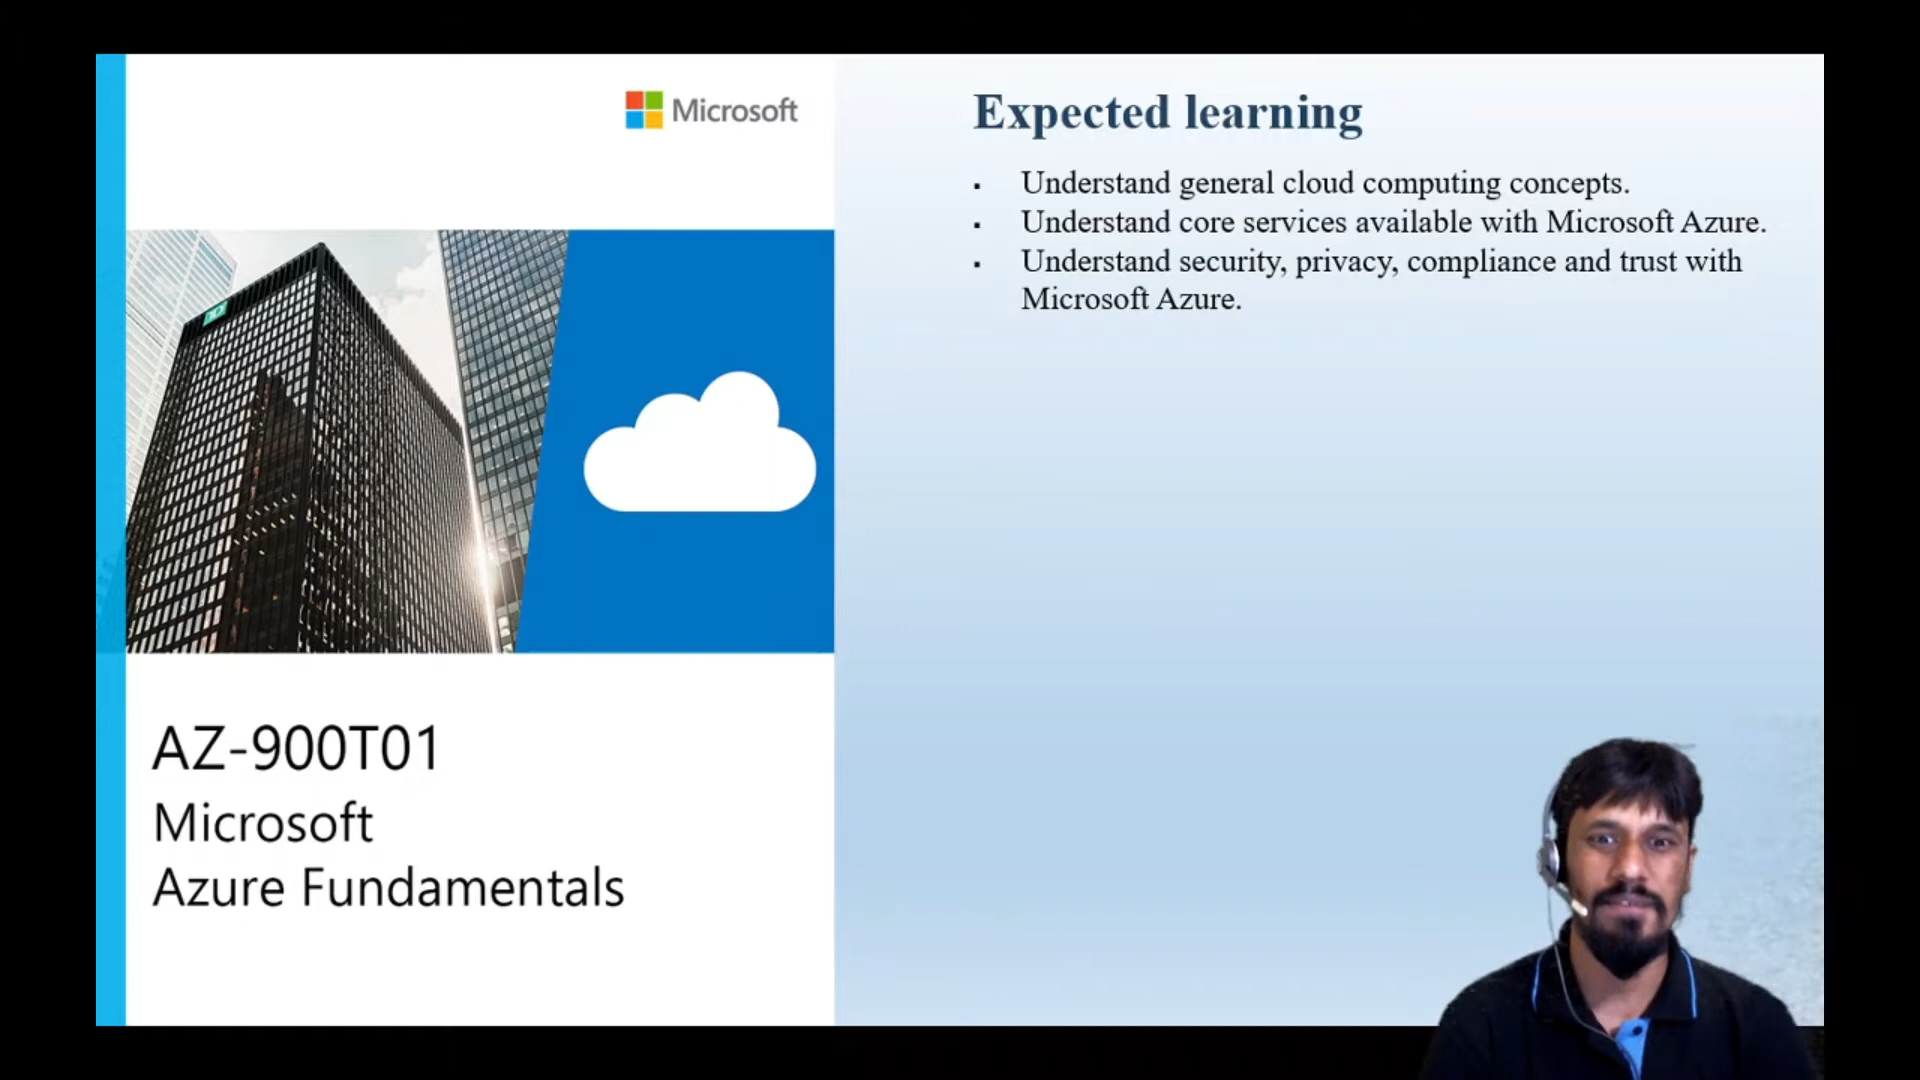 Microsoft
AZ-900T01
Microsoft
Azure Fundamentals
Expected learning
▪ Understand general cloud computing concepts.
▪ Understand core services available with Microsoft Azure.
▪ Understand security, privacy, compliance and trust with
Microsoft Azure.